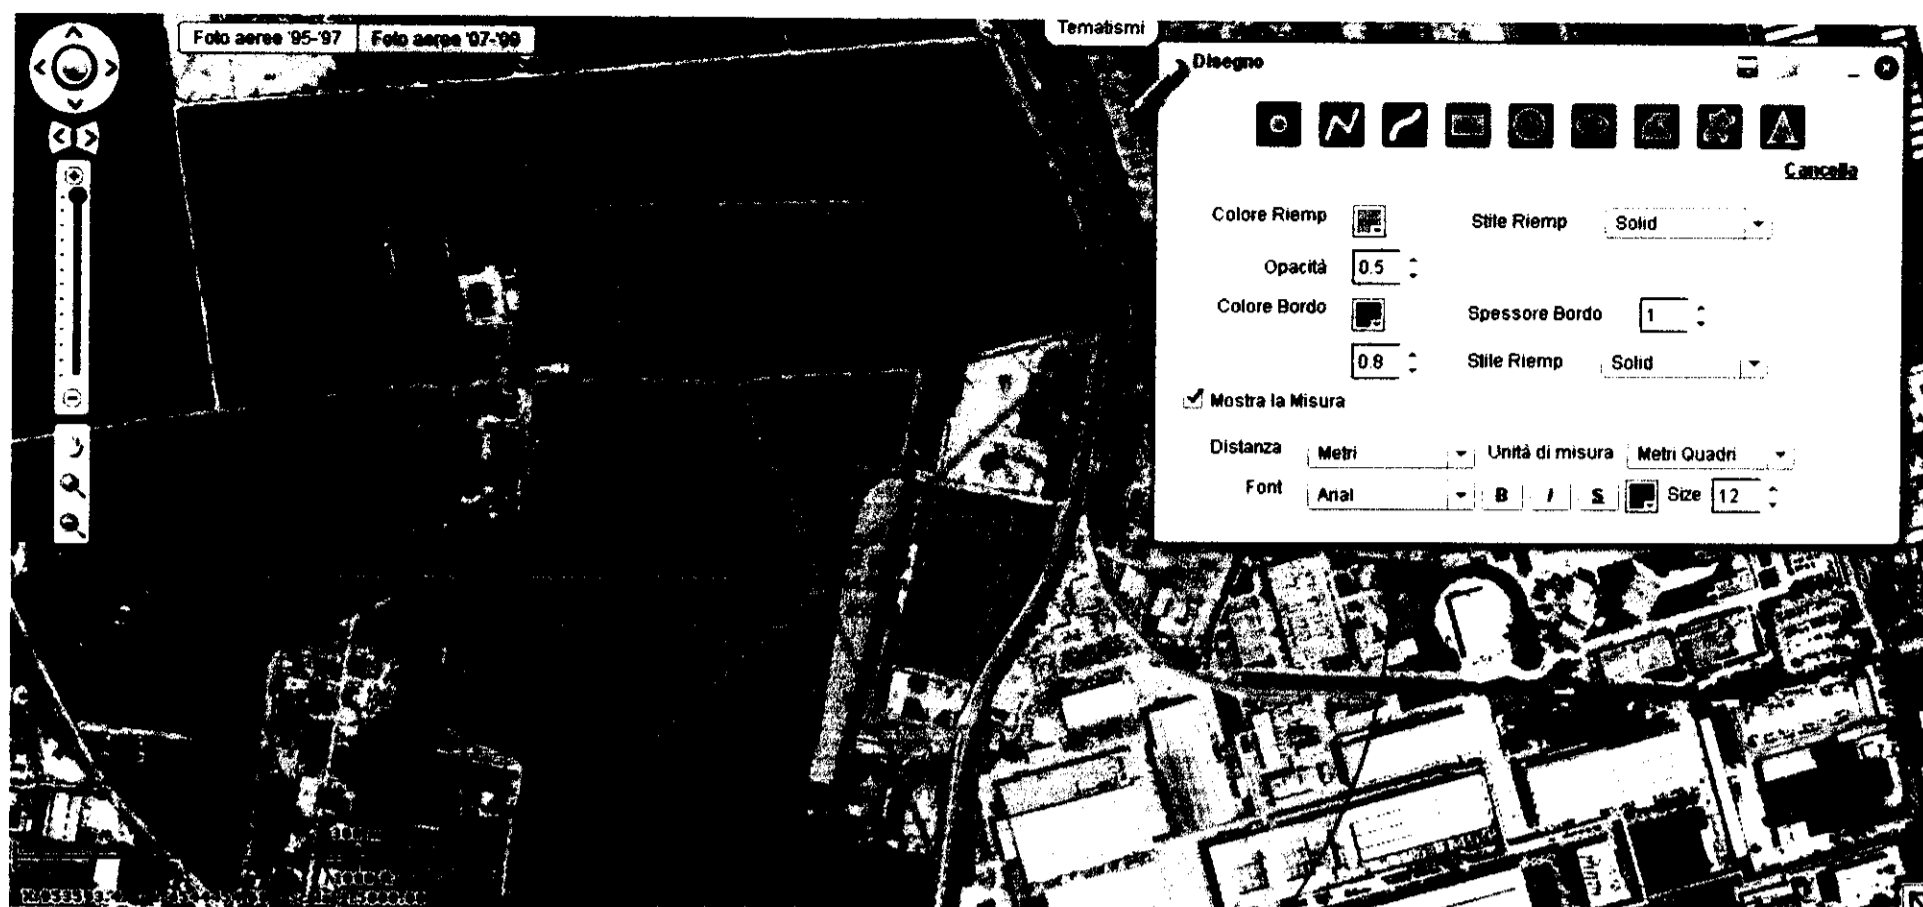 Foto aeree '95-'97
Foto aeree '07-'99
Tematismi
Disegno
A
Cancella
Colore Riemp
Stile Riemp
Solid
Opacità
0.5
Colore Bordo
Spessore Bordo
1
0.8
Stile Riemp
Solid
Mostra la Misura
Distanza
Metri
Unità di misura
Metri Quadri
Font
Arial
B
I
S
Size
12